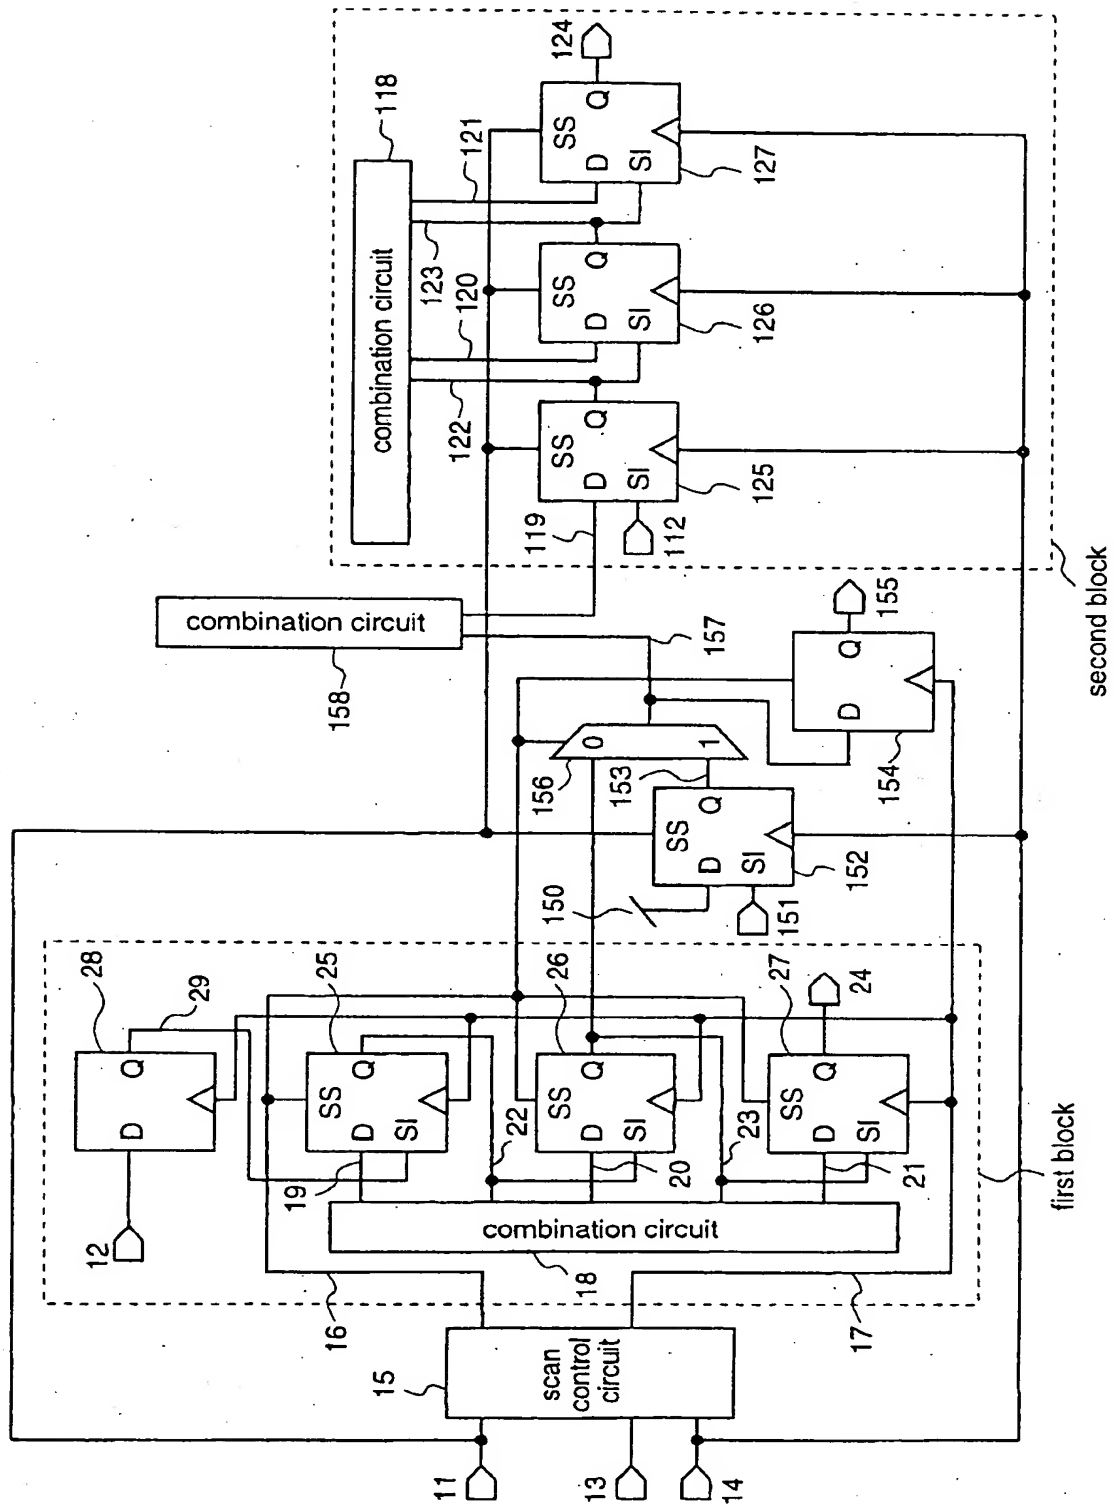 11
13
14
15
scan
control
circuit
16
17
12
first block
18
combination circuit
19
20
21
22
23
28
D
Q
29
25
SS
D
Q
SI
26
SS
D
Q
SI
27
SS
D
Q
SI
24
150
151
152
SS
D
Q
SI
153
156
0
1
157
154
D
Q
155
158
combination circuit
second block
118
combination circuit
119
112
125
SS
D
Q
SI
122
120
126
SS
D
Q
SI
123
121
127
SS
D
Q
SI
124